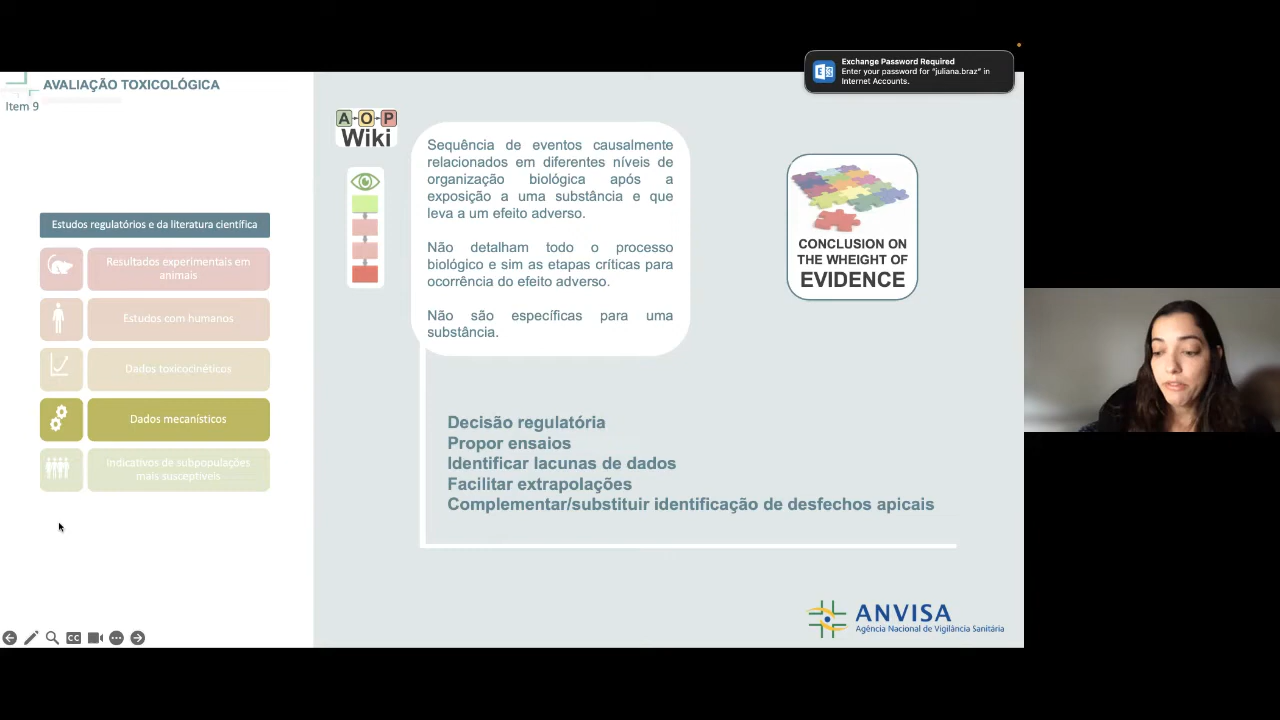 Exchange Password Required
Enter your password for “juliana.braz” in
Internet Accounts.
AVALIAÇÃO TOXICOLÓGICA
Item 9
Estudos regulatórios e da literatura científica
Resultados experimentais em
animais
Estudos com humanos
Dados toxicocinéticos
Dados mecanísticos
Indicativos de subpopulações
mais susceptíveis
A-O-P
Wiki
Sequência de eventos causalmente
relacionados em diferentes níveis de
organização biológica após a
exposição a uma substância e que
leva a um efeito adverso.
Não detalham todo o processo
biológico e sim as etapas críticas para
ocorrência do efeito adverso.
Não são específicas para uma
substância.
CONCLUSION ON
THE WHEIGHT OF
EVIDENCE
Decisão regulatória
Propor ensaios
Identificar lacunas de dados
Facilitar extrapolações
Complementar/substituir identificação de desfechos apicais
ANVISA
Agência Nacional de Vigilância Sanitária
CC